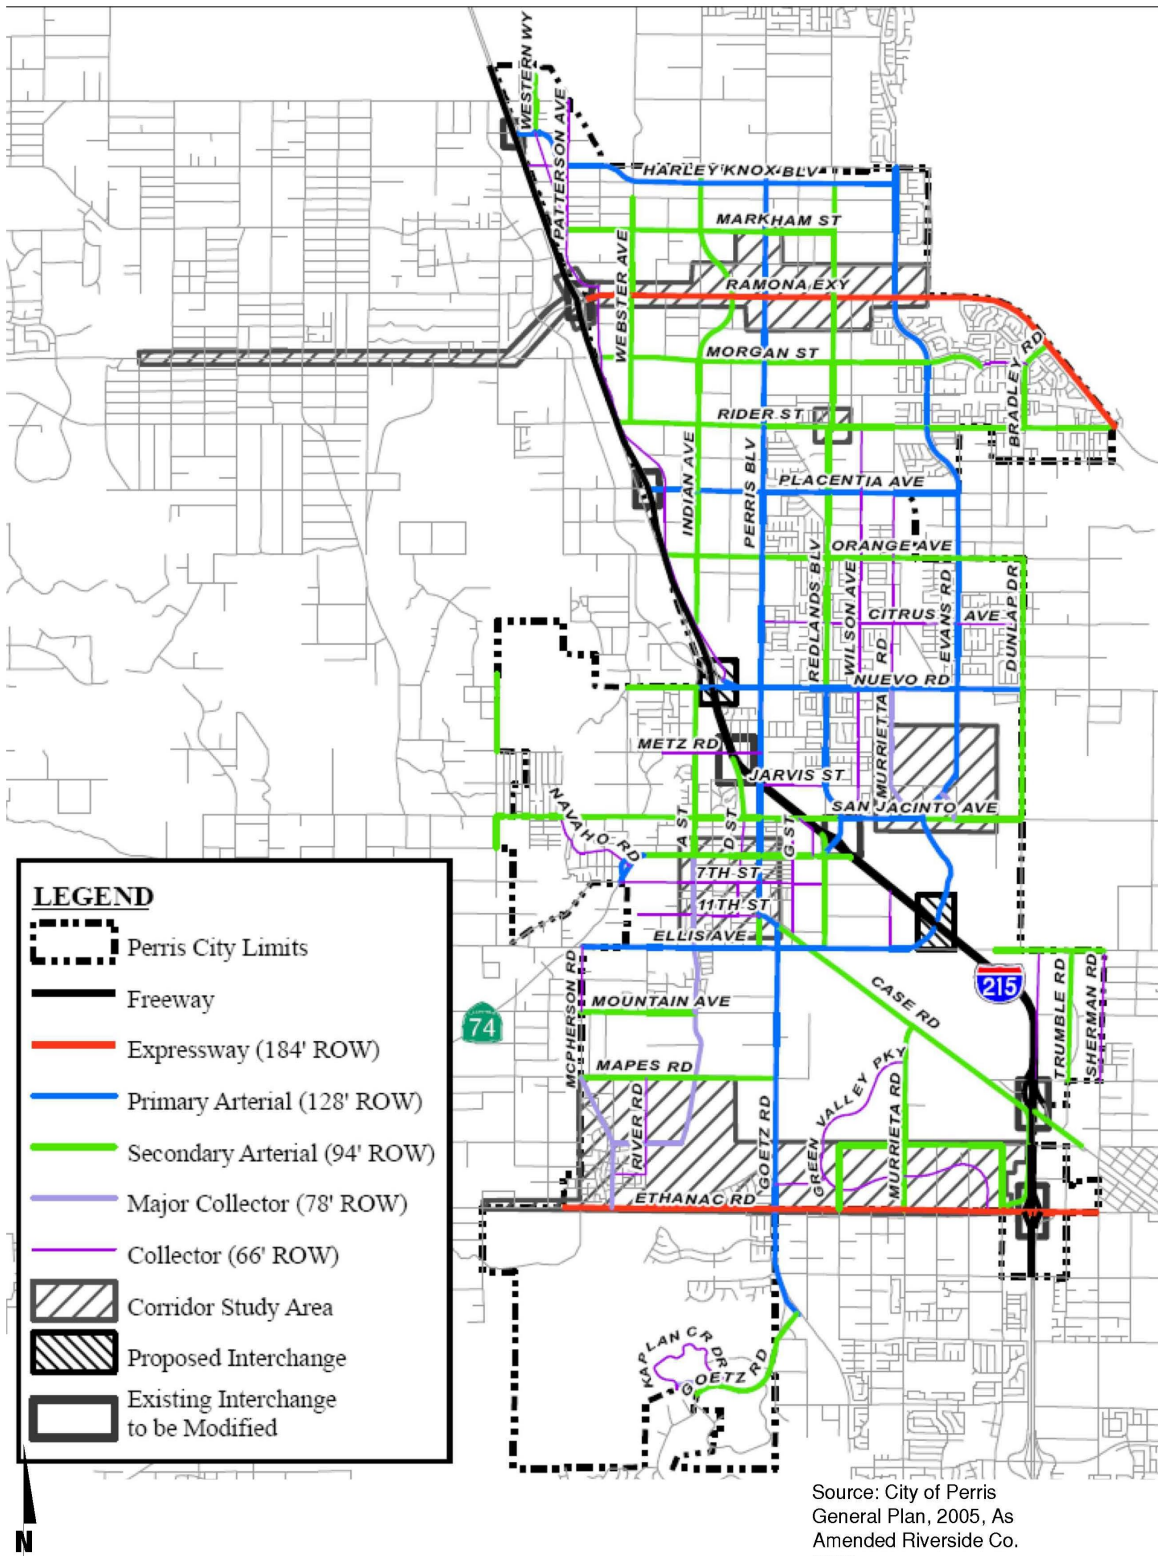 WESTERN WY
PATTERSON AVE
HARLEY KNOX BLV
MARKHAM ST
WEBSTER AVE
RAMONA EXY
MORGAN ST
BRADLEY RD
RIDER ST
INDIAN AVE
PERRIS BLV
PLACENTIA AVE
ORANGE AVE
REDLANDS BLV
WILSON AVE
CITRUS AVE
EVANS RD
DUNLAP DR
MURRIETTA RD
NUEVO RD
METZ RD
JARVIS ST
SAN JACINTO AVE
NAVAHO RD
A ST
D ST
G ST
7TH ST
11TH ST
ELLIS AVE
215
CASE RD
MCPHERSON RD
MOUNTAIN AVE
74
TRUMBLE RD
SHERMAN RD
MAPES RD
RIVER RD
GOETZ RD
GREEN VALLEY PKY
MURRIETA RD
ETHANAC RD
KAPLAN CR DR
GOETZ RD
LEGEND
Perris City Limits
Freeway
Expressway (184' ROW)
Primary Arterial (128' ROW)
Secondary Arterial (94' ROW)
Major Collector (78' ROW)
Collector (66' ROW)
Corridor Study Area
Proposed Interchange
Existing Interchange
to be Modified
N
Source: City of Perris
General Plan, 2005, As
Amended Riverside Co.